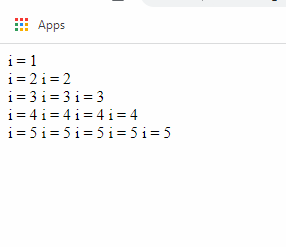 Apps
i = 1
i = 2 i = 2
i = 3 i = 3 i = 3
i = 4 i = 4 i = 4 i = 4
i = 5 i = 5 i = 5 i = 5 i = 5